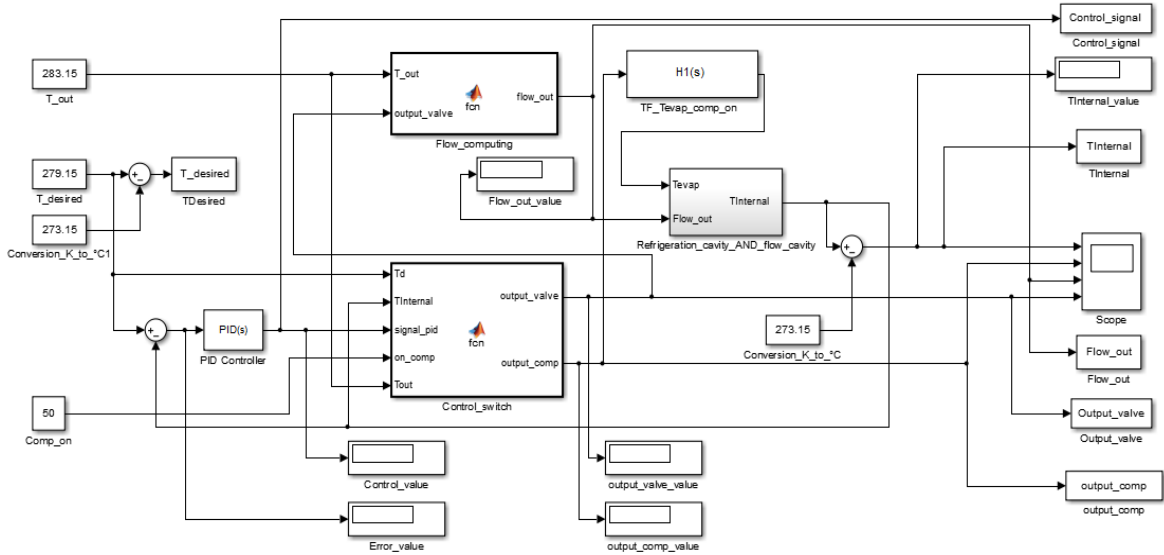 Control_signal
Control_signal
283.15
T_out
T_out
output_valve
fcn
flow_out
Flow_computing
H1(s)
TF_Tevap_comp_on
TInternal_value
TInternal
TInternal
279.15
T_desired
+
_
T_desired
TDesired
273.15
Conversion_K_to_°C1
Flow_out_value
Tevap
Flow_out
TInternal
Refrigeration_cavity_AND_flow_cavity
+
_
Scope
273.15
Conversion_K_to_°C
Td
TInternal
signal_pid
on_comp
Tout
fcn
output_valve
output_comp
Control_switch
+
_
PID(s)
PID Controller
50
Comp_on
Flow_out
Flow_out
Output_valve
Output_valve
Control_value
output_valve_value
output_comp
output_comp
Error_value
output_comp_value